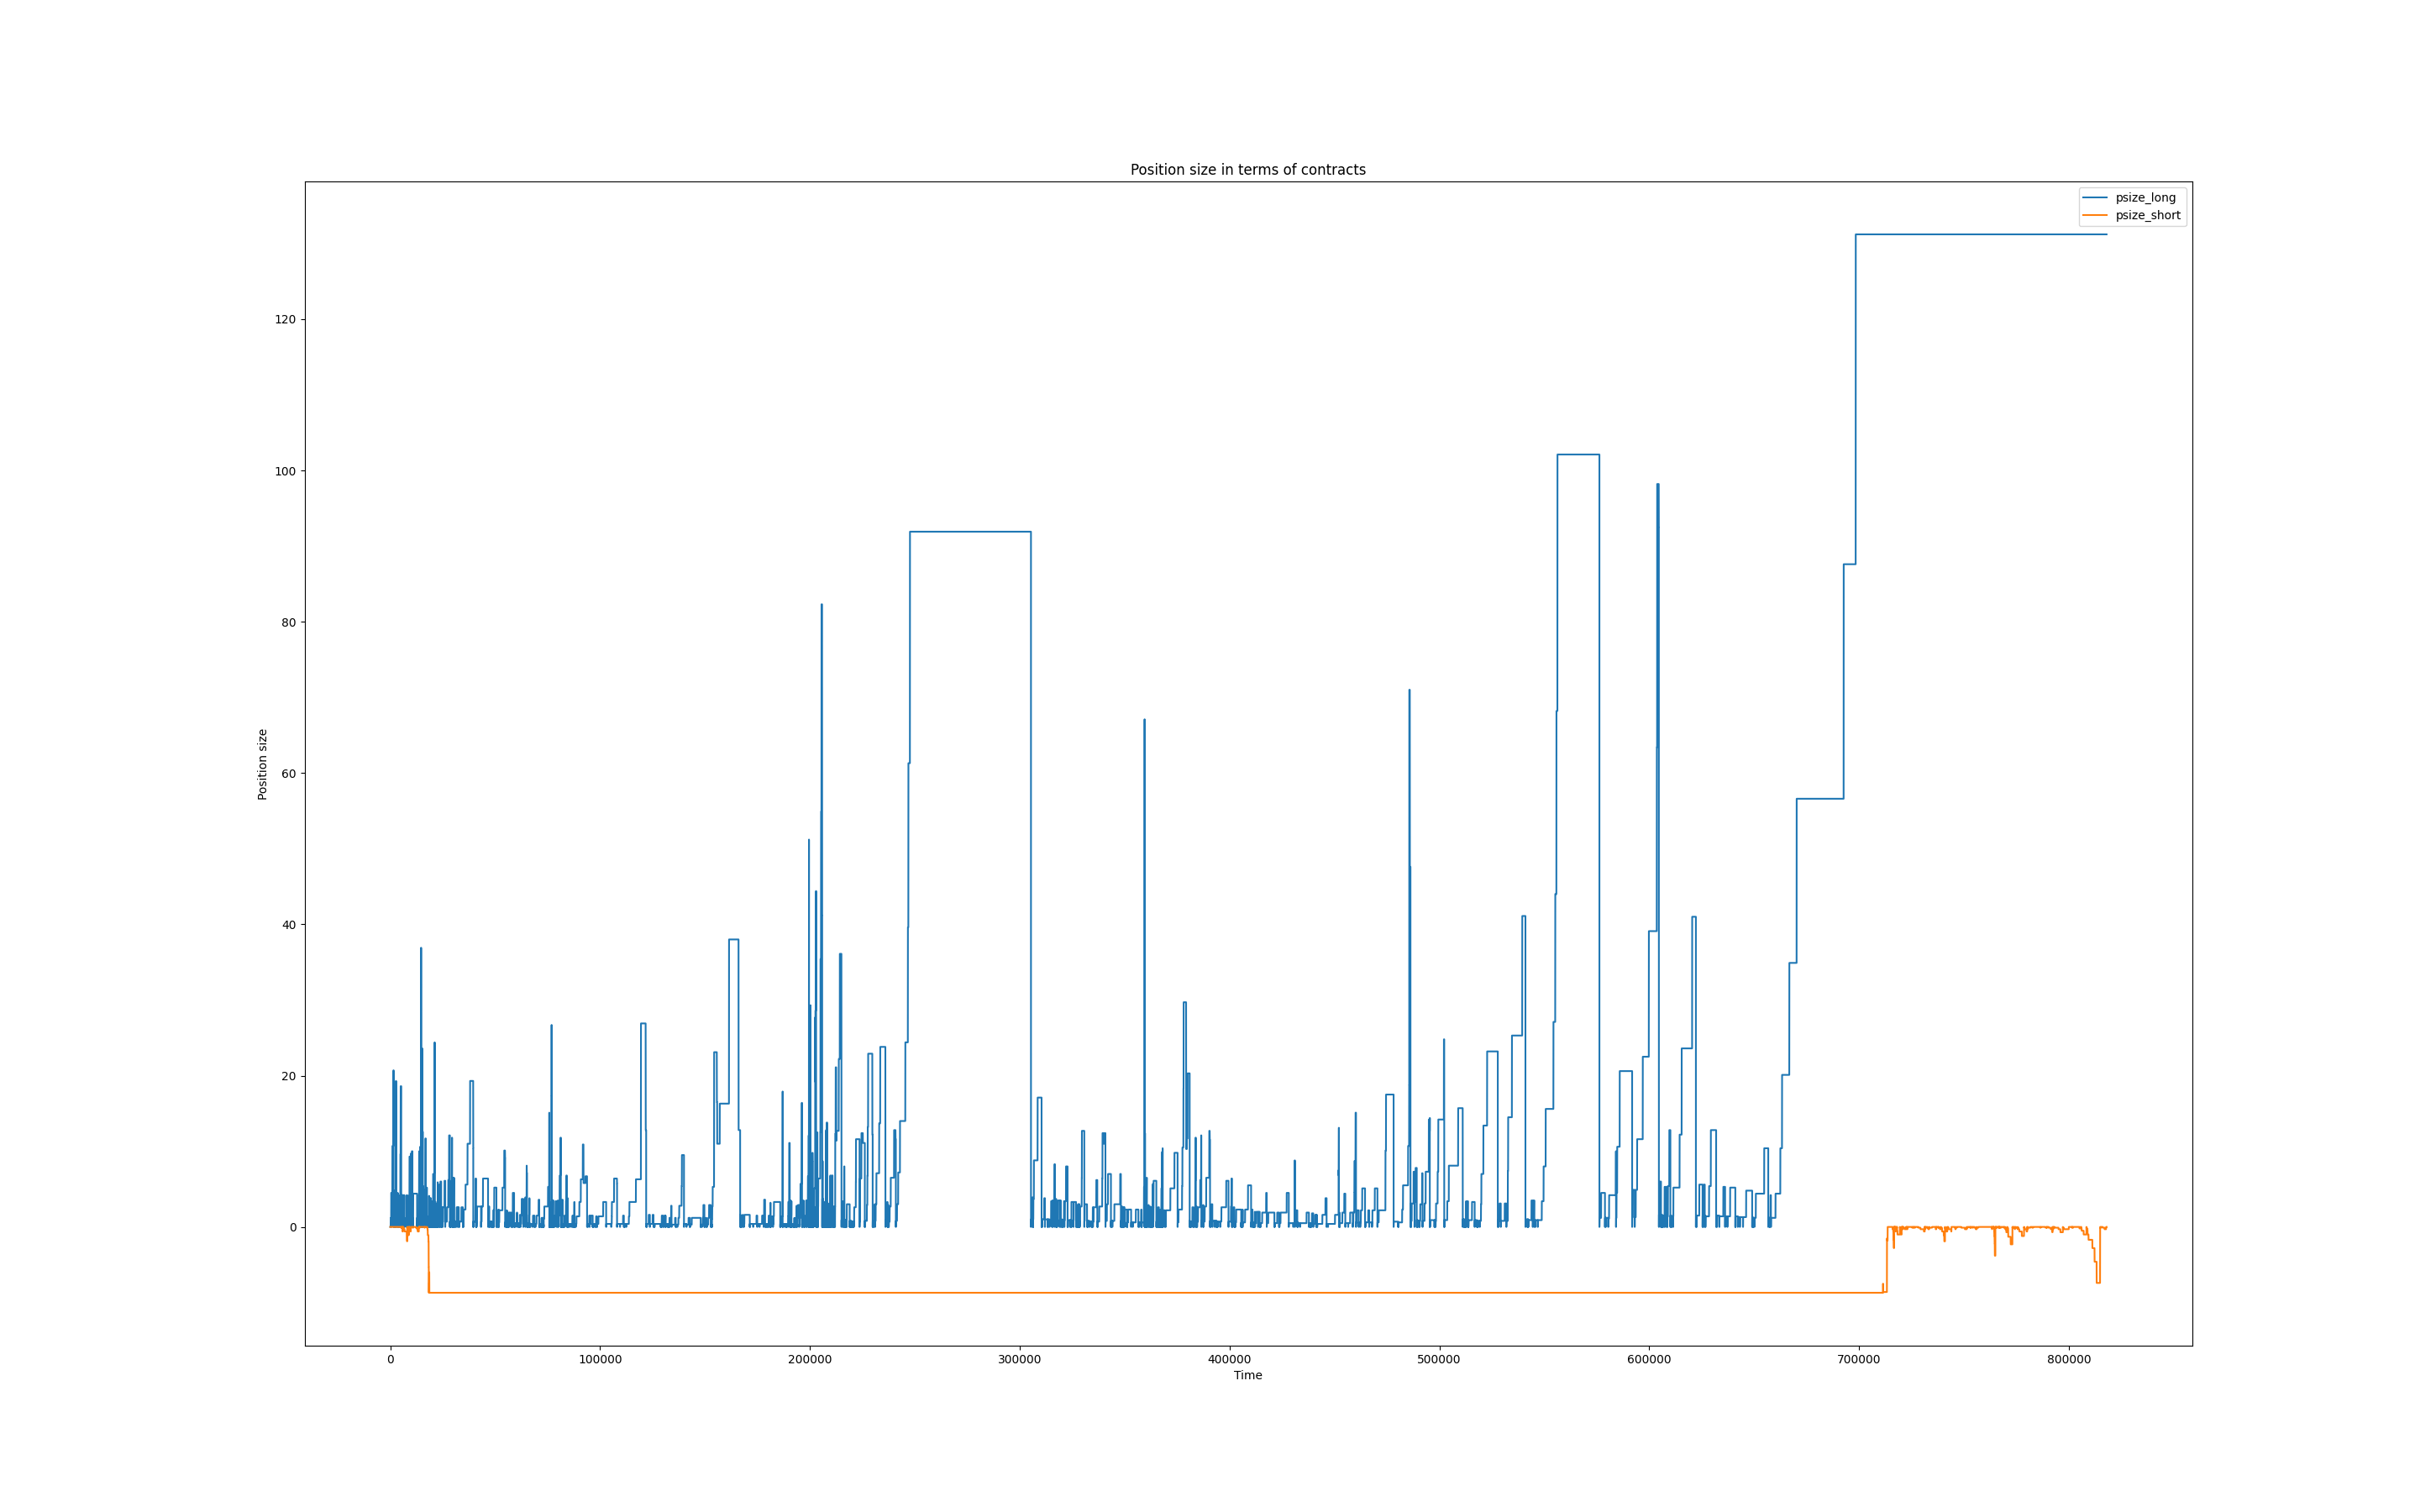 Position size in terms of contracts
psize_long
psize_short
Position size
120
100
80
60
40
20
0
0 100000 200000 300000 400000 500000 600000 700000 800000
Time